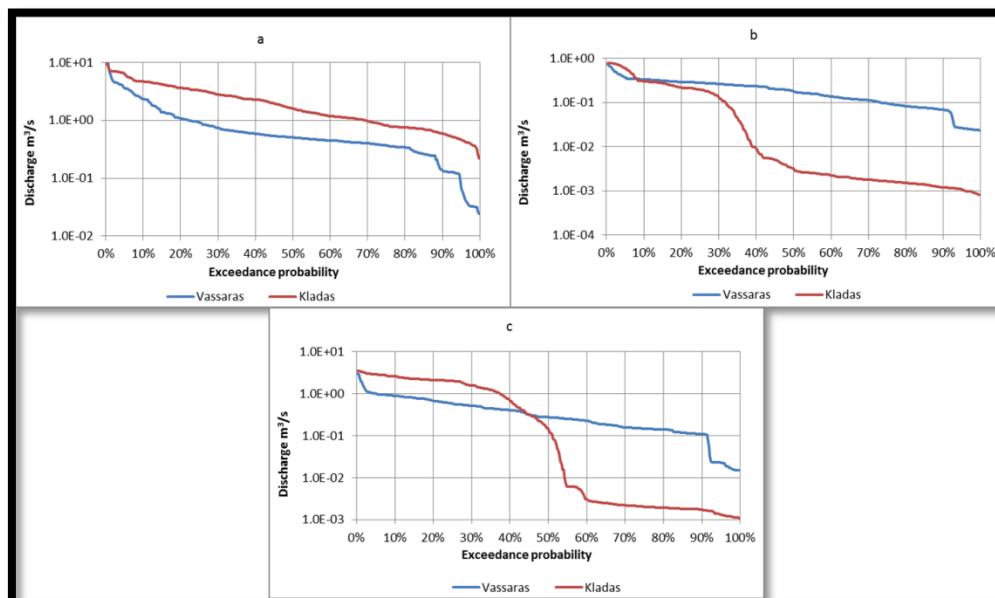 a
1.0E+01
1.0E+00
1.0E-01
1.0E-02
Discharge m³/s
0% 10% 20% 30% 40% 50% 60% 70% 80% 90% 100%
Exceedance probability
Vassaras Kladas
b
1.0E+00
1.0E-01
1.0E-02
1.0E-03
1.0E-04
Discharge m³/s
0% 10% 20% 30% 40% 50% 60% 70% 80% 90% 100%
Exceedance probability
Vassaras Kladas
c
1.0E+01
1.0E+00
1.0E-01
1.0E-02
1.0E-03
Discharge m³/s
0% 10% 20% 30% 40% 50% 60% 70% 80% 90% 100%
Exceedance probability
Vassaras Kladas